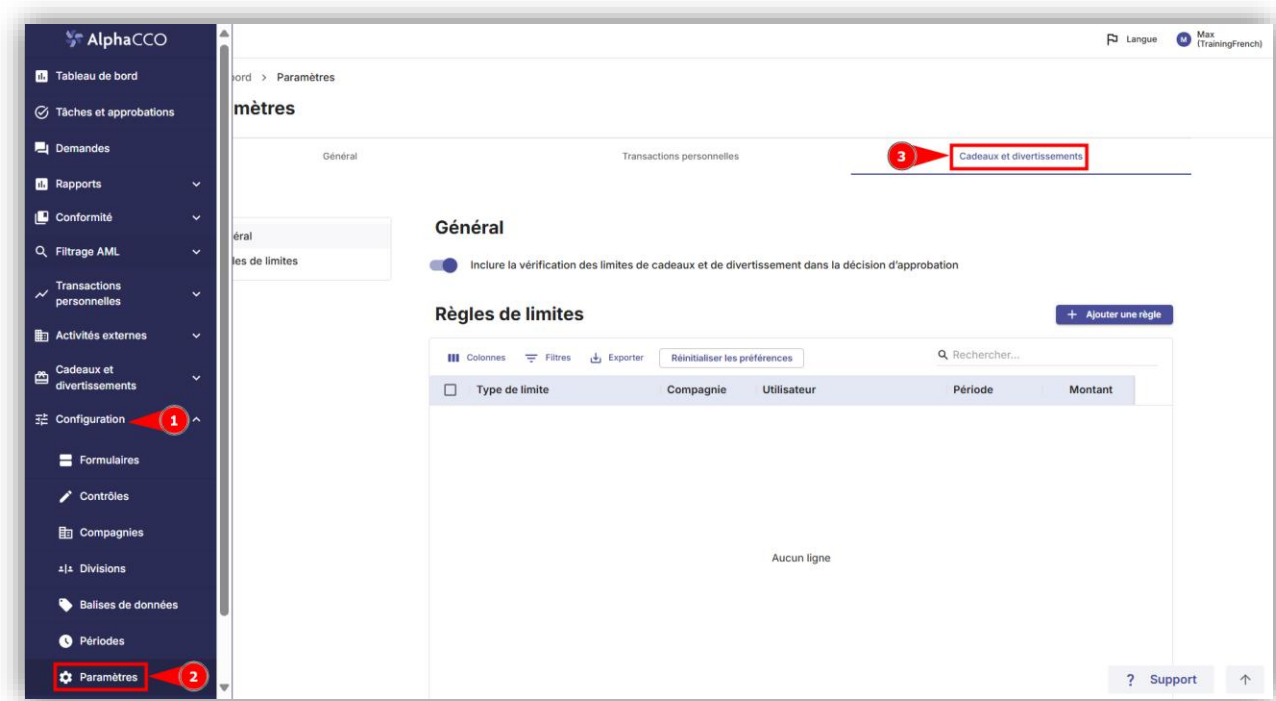 AlphaCCO
Tableau de bord
Tâches et approbations
Demandes
Rapports
Conformité
Filtrage AML
Transactions
personnelles
Activités externes
Cadeaux et
divertissements
Configuration
1
Formulaires
Contrôles
Compagnies
Divisions
Balises de données
Périodes
Paramètres
2
Langue
M
Max
(TrainingFrench)
ord > Paramètres
mètres
Général
Transactions personnelles
3
Cadeaux et divertissements
éral
les de limites
Général
Inclure la vérification des limites de cadeaux et de divertissement dans la décision d'approbation
Règles de limites
+ Ajouter une règle
Colonnes
Filtres
Exporter
Réinitialiser les préférences
Rechercher...
Type de limite
Compagnie
Utilisateur
Période
Montant
Aucun ligne
? Support